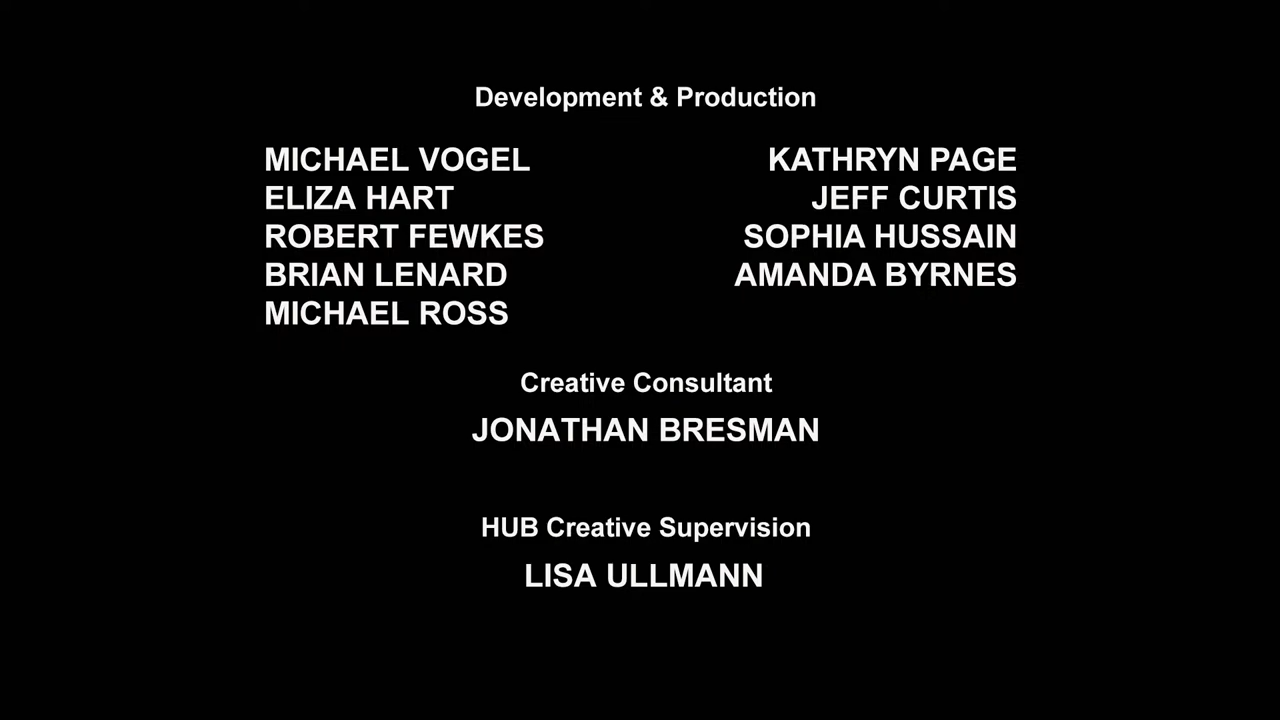 Development & Production
MICHAEL VOGEL KATHRYN PAGE
ELIZA HART JEFF CURTIS
ROBERT FEWKES SOPHIA HUSSAIN
BRIAN LENARD AMANDA BYRNES
MICHAEL ROSS
Creative Consultant
JONATHAN BRESMAN
HUB Creative Supervision
LISA ULLMANN